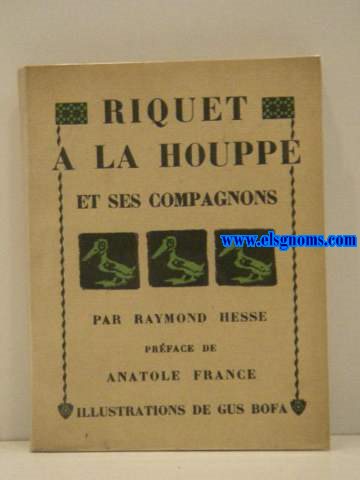 RIQUET
A LA HOUPPE
ET SES COMPAGNONS
www.elsgnoms.com
PAR RAYMOND HESSE
PRÉFACE DE
ANATOLE FRANCE
ILLUSTRATIONS DE GUS BOFA